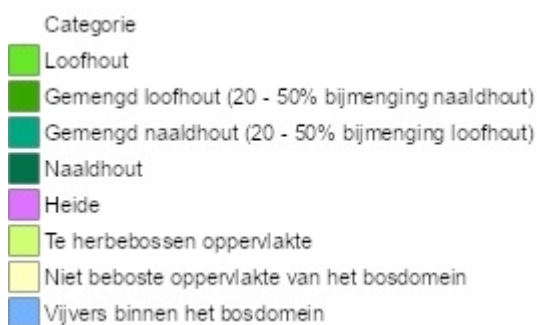 Categorie
Loofhout
Gemengd loofhout (20 - 50% bijmenging naaldhout)
Gemengd naaldhout (20 - 50% bijmenging loofhout)
Naaldhout
Heide
Te herbebossen oppervlakte
Niet beboste oppervlakte van het bosdomein
Vijvers binnen het bosdomein